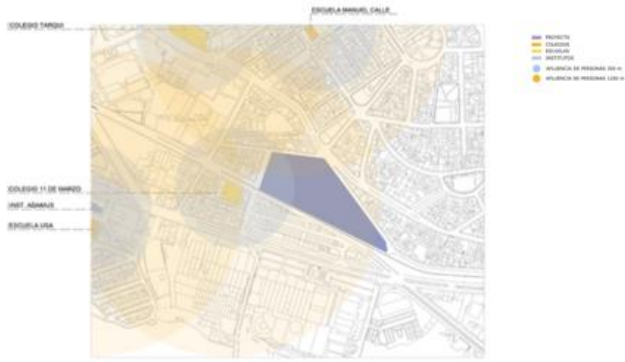 ESCUELA MANUEL CALLE
COLEGIO TARQUI
PROYECTO
COLEGIOS
ESCUELAS
INSTITUTOS
AFLUENCIA DE PERSONAS
AFLUENCIA DE PERSONAS
COLEGIO 11 DE MARZO
INST. ADAMUS
ESCUELA USA